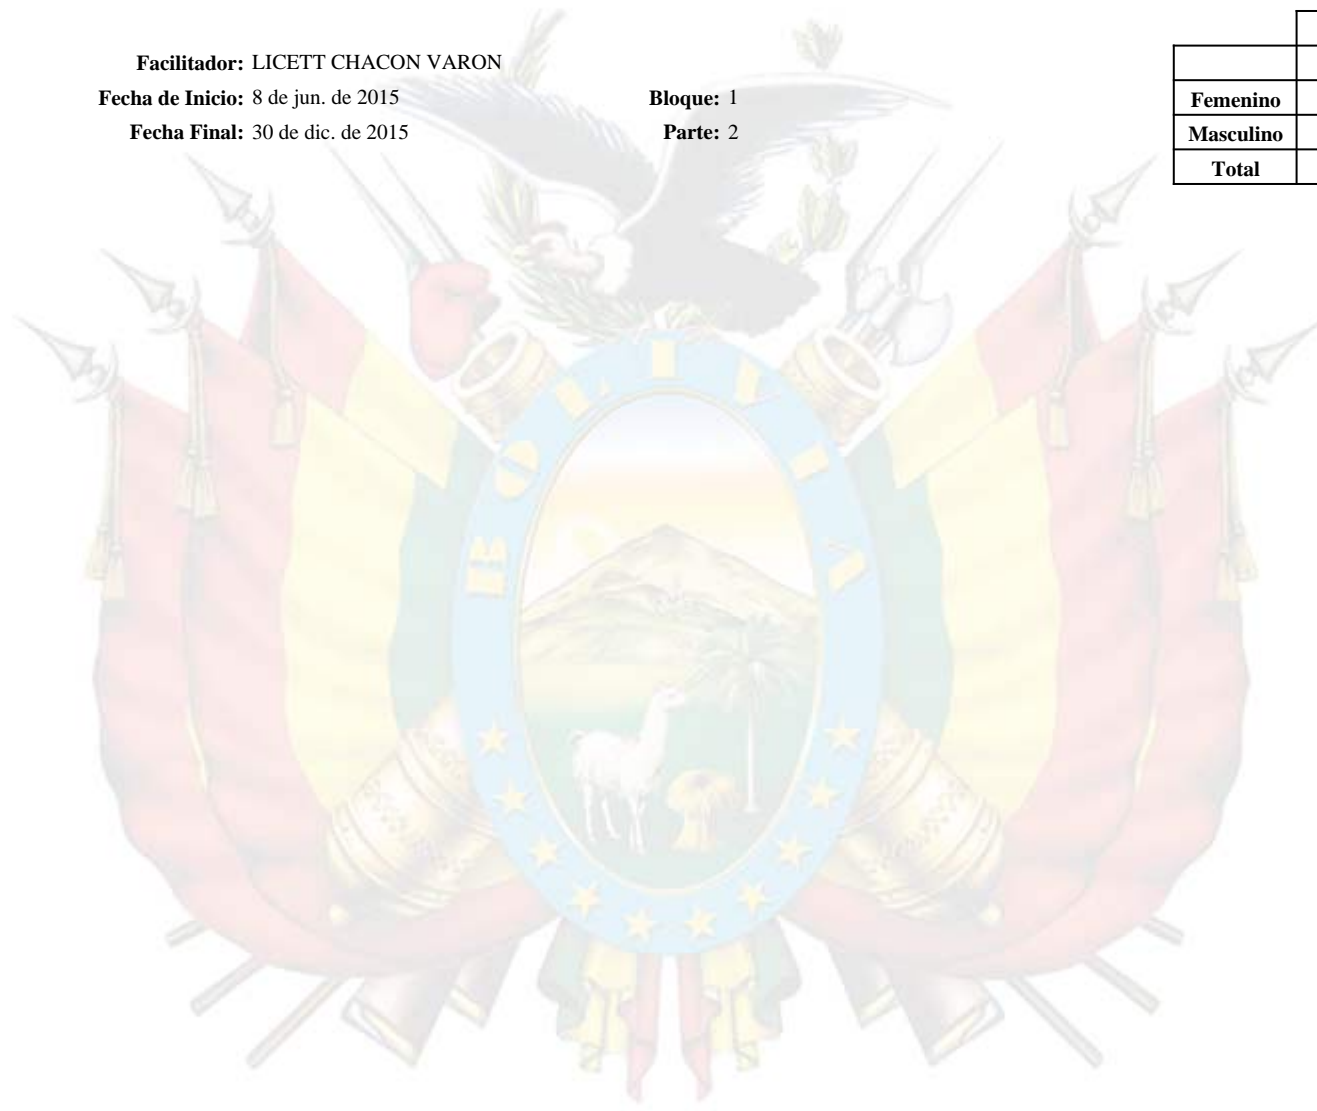 Facilitador: LICETT CHACON VARON
Fecha de Inicio: 8 de jun. de 2015 Bloque: 1
Fecha Final: 30 de dic. de 2015 Parte: 2
Femenino
Masculino
Total
BOLIVIA